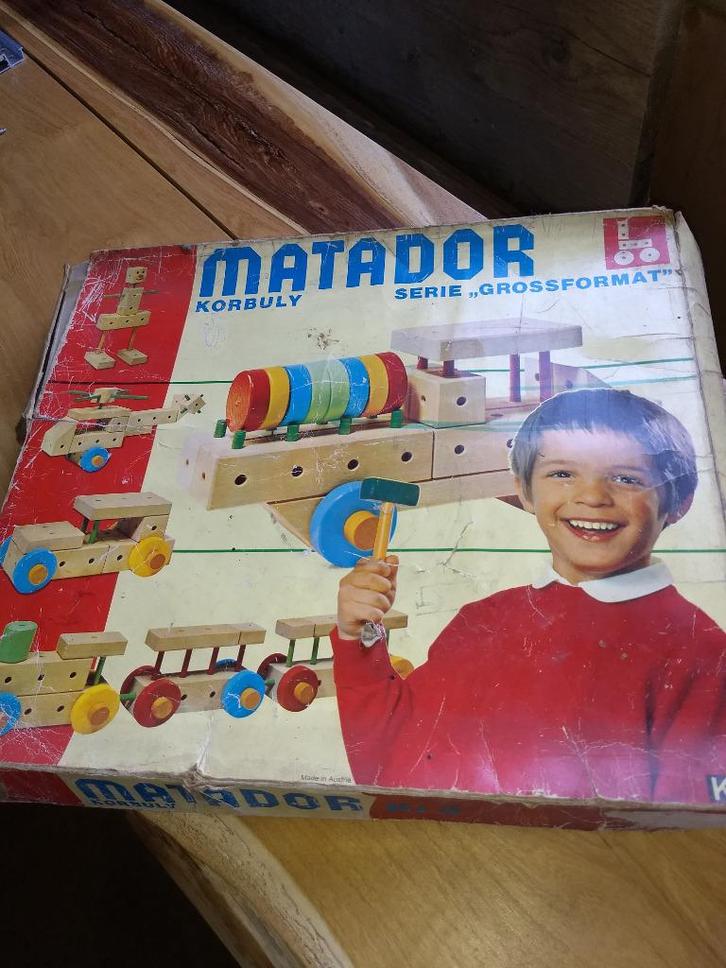 MATADOR
KORBULY
SERIE „GROSSFORMAT”
Made in Austria
MATADOR
KORBULY
K